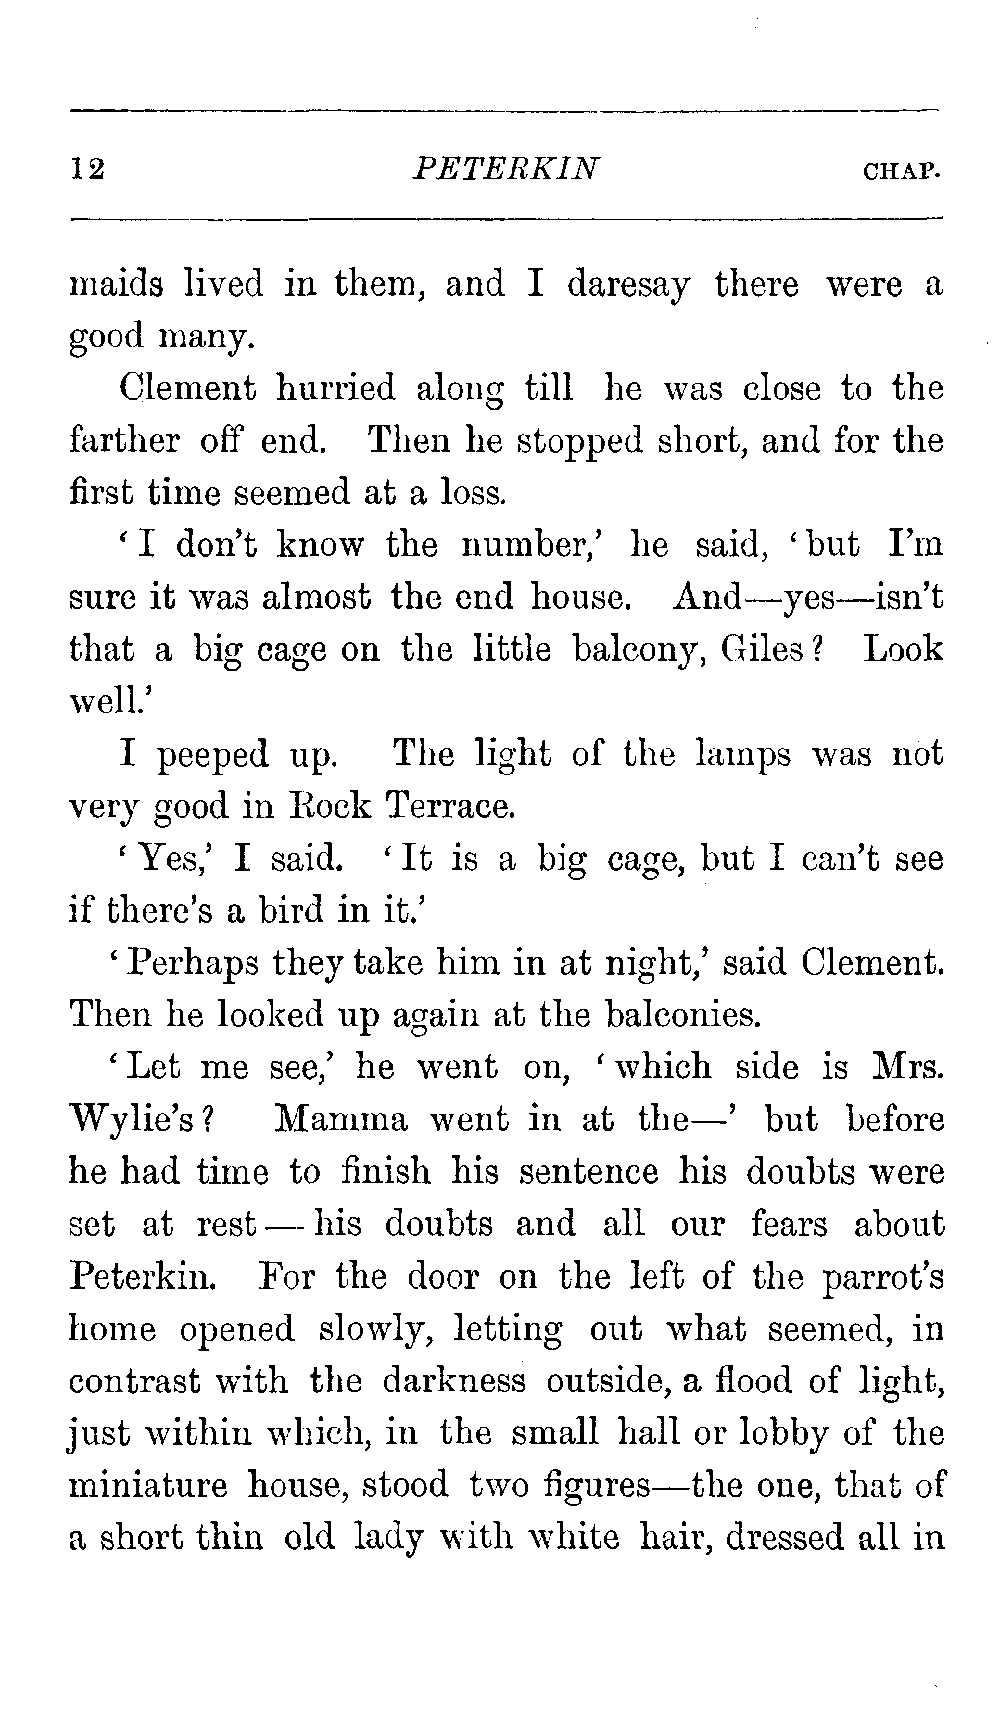 12 PETERKIN CHAP.
maids lived in them, and I daresay there were a
good many.
Clement hurried along till he was close to the
farther off end. Then he stopped short, and for the
first time seemed at a loss.
‘I don’t know the number,’ he said, ‘but I’m
sure it was almost the end house. And—yes—isn’t
that a big cage on the little balcony, Giles? Look
well.’
I peeped up. The light of the lamps was not
very good in Rock Terrace.
‘Yes,’ I said. ‘It is a big cage, but I can’t see
if there’s a bird in it.’
‘Perhaps they take him in at night,’ said Clement.
Then he looked up again at the balconies.
‘Let me see,’ he went on, ‘which side is Mrs.
Wylie’s? Mamma went in at the—’ but before
he had time to finish his sentence his doubts were
set at rest—his doubts and all our fears about
Peterkin. For the door on the left of the parrot’s
home opened slowly, letting out what seemed, in
contrast with the darkness outside, a flood of light,
just within which, in the small hall or lobby of the
miniature house, stood two figures—the one, that of
a short thin old lady with white hair, dressed all in